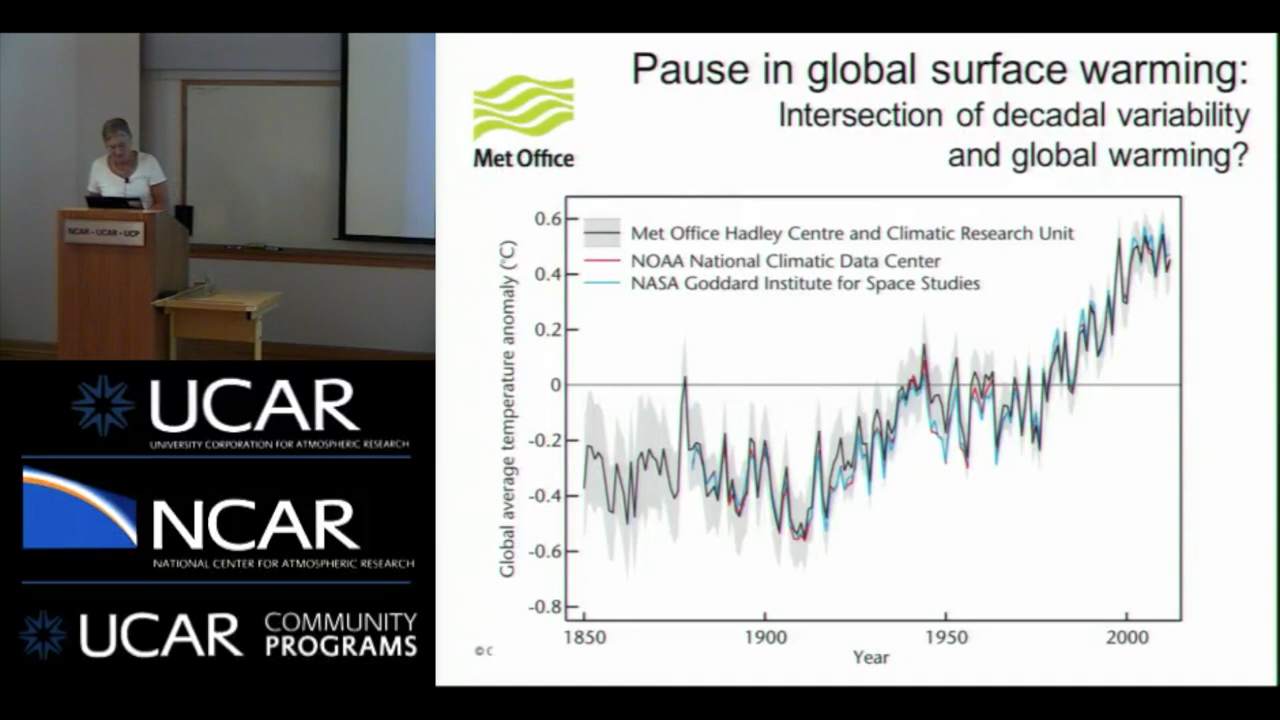 NCAR - UCAR - UCP
UCAR
UNIVERSITY CORPORATION FOR ATMOSPHERIC RESEARCH
NCAR
NATIONAL CENTER FOR ATMOSPHERIC RESEARCH
UCAR COMMUNITY
PROGRAMS
Pause in global surface warming:
Intersection of decadal variability
and global warming?
Met Office
Met Office Hadley Centre and Climatic Research Unit
NOAA National Climatic Data Center
NASA Goddard Institute for Space Studies
Global average temperature anomaly (°C)
0.6
0.4
0.2
0
-0.2
-0.4
-0.6
-0.8
1850 1900 1950 2000
Year
© C